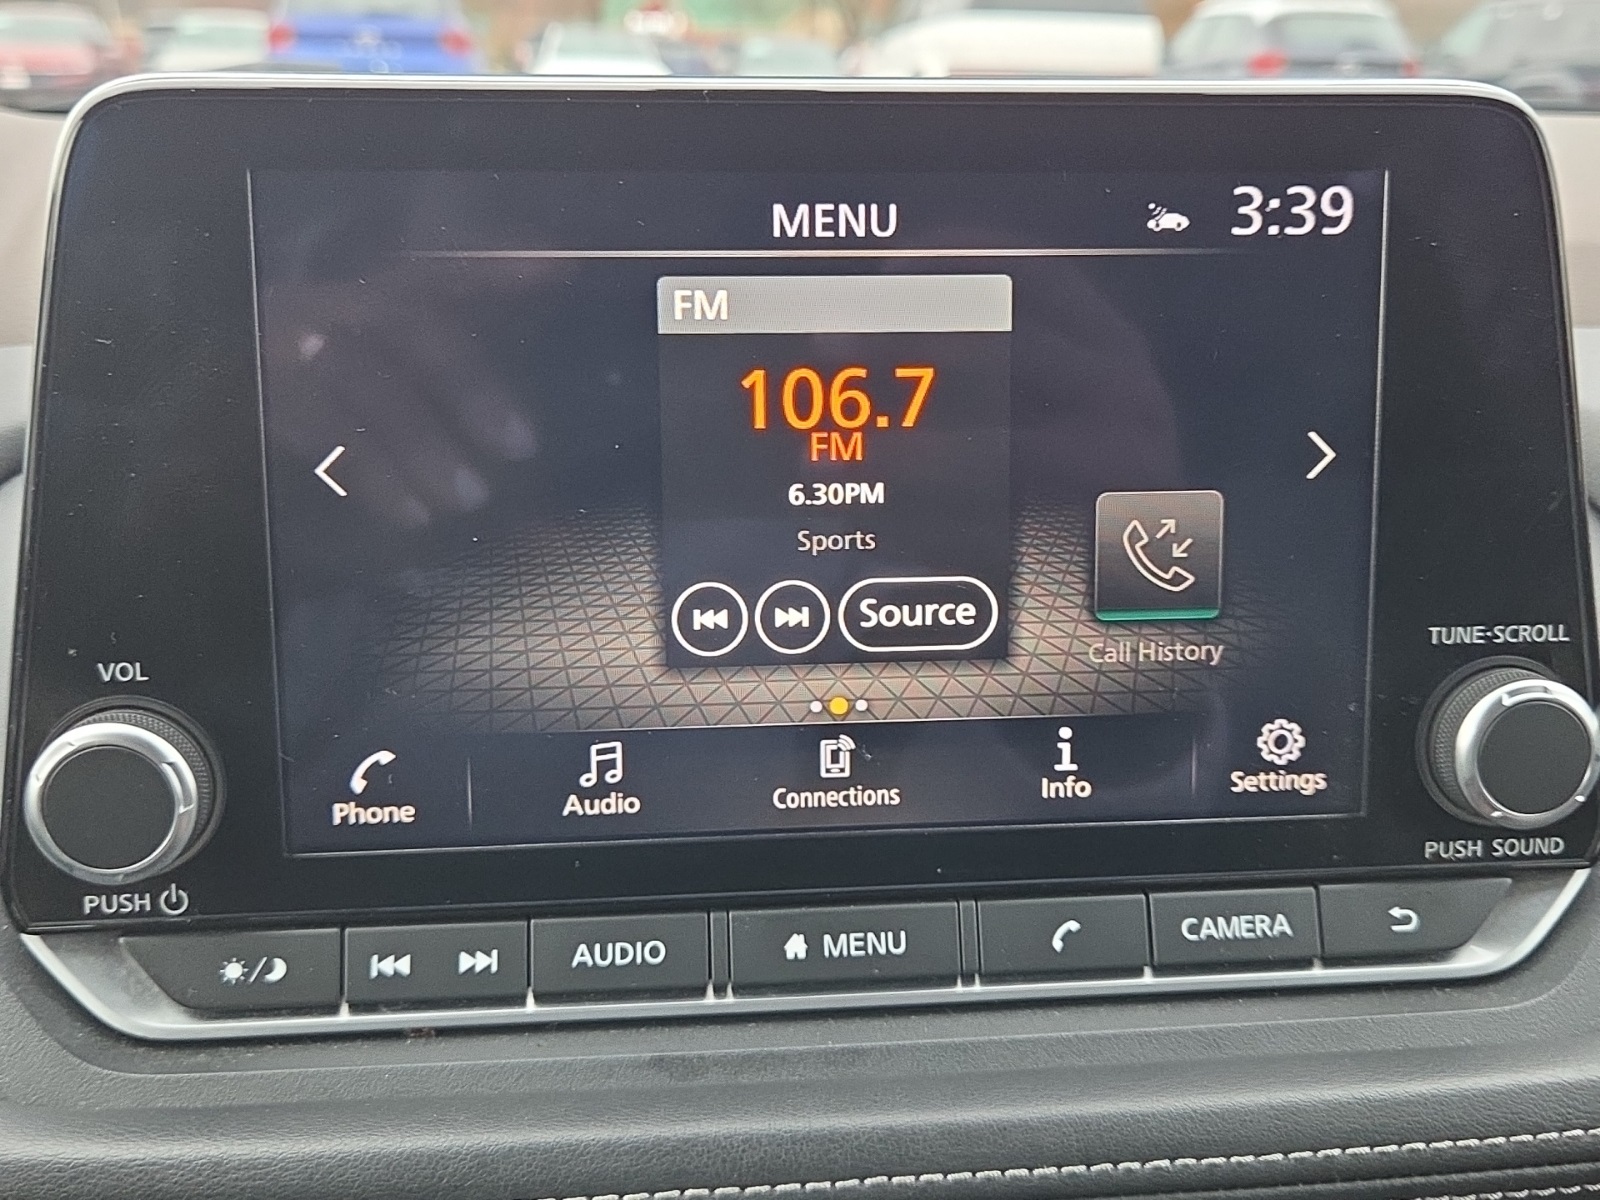 MENU
3:39
FM
106.7
FM
6.30PM
Sports
Source
Call History
Phone
Audio
Connections
Info
Settings
VOL
PUSH
TUNE·SCROLL
PUSH SOUND
AUDIO
MENU
CAMERA